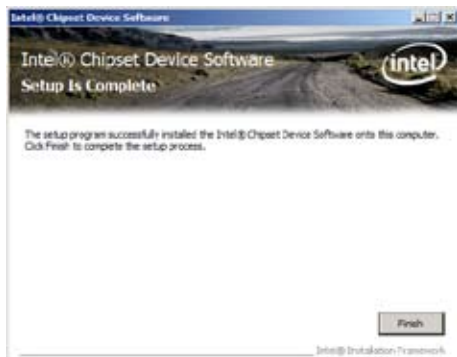 Intel® Chipset Device Software
Intel® Chipset Device Software
intel
Setup Is Complete
The setup program successfully installed the Intel® Chipset Device Software onto this computer.
Click Finish to complete the setup process.
Finish
Intel® Installation Framework